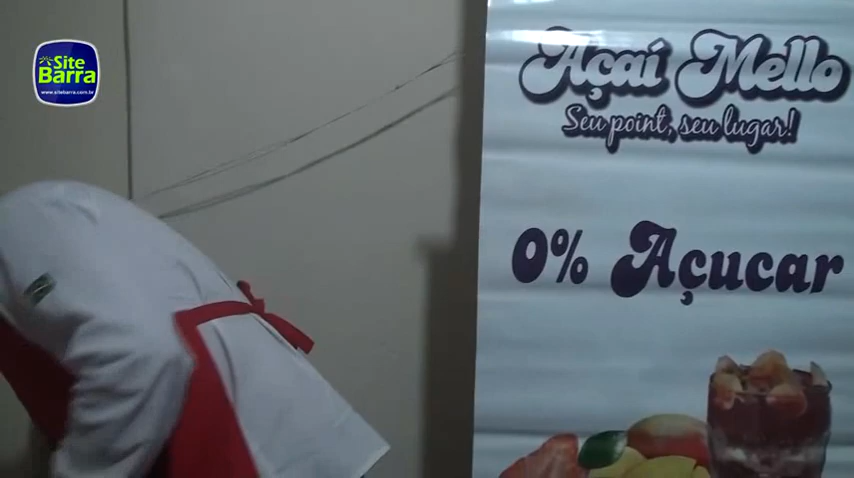 Site
Barra
www.sitebarra.com.br
Açaí Mello
Seu point, seu lugar!
0% Açucar